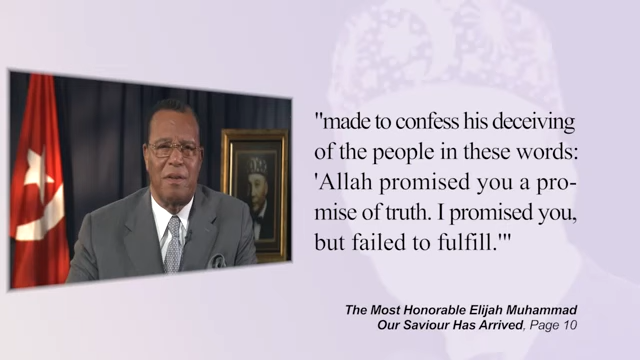 "made to confess his deceiving
of the people in these words:
'Allah promised you a pro-
mise of truth. I promised you,
but failed to fulfill.'"
The Most Honorable Elijah Muhammad
Our Saviour Has Arrived, Page 10